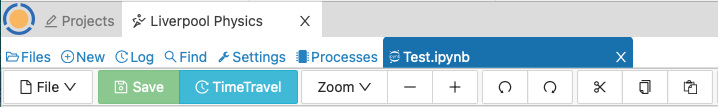 Projects Liverpool Physics X
Files New Log Find Settings Processes Test.ipynb X
File Save TimeTravel Zoom